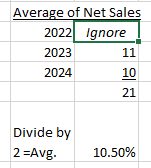 Average of Net Sales
2022 Ignore
2023 11
2024 10
21
Divide by
2 =Avg. 10.50%